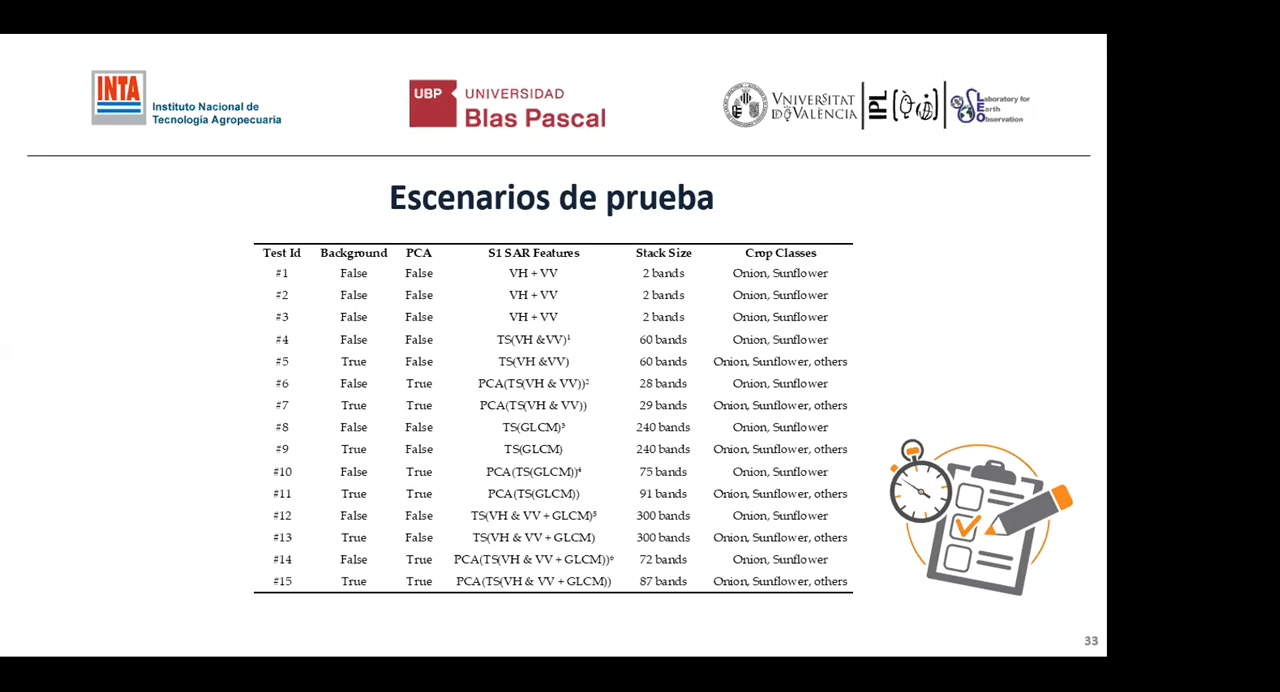 INTA
Instituto Nacional de
Tecnología Agropecuaria
UBP
UNIVERSIDAD
Blas Pascal
VNIVERSITAT
DE VALÈNCIA
IPL
Laboratory for
Earth
Observation
Escenarios de prueba
Test Id Background PCA S1 SAR Features Stack Size Crop Classes
#1 False False VH + VV 2 bands Onion, Sunflower
#2 False False VH + VV 2 bands Onion, Sunflower
#3 False False VH + VV 2 bands Onion, Sunflower
#4 False False TS(VH &VV)¹ 60 bands Onion, Sunflower
#5 True False TS(VH &VV) 60 bands Onion, Sunflower, others
#6 False True PCA(TS(VH & VV))² 28 bands Onion, Sunflower
#7 True True PCA(TS(VH & VV)) 29 bands Onion, Sunflower, others
#8 False False TS(GLCM)³ 240 bands Onion, Sunflower
#9 True False TS(GLCM) 240 bands Onion, Sunflower, others
#10 False True PCA(TS(GLCM))⁴ 75 bands Onion, Sunflower
#11 True True PCA(TS(GLCM)) 91 bands Onion, Sunflower, others
#12 False False TS(VH & VV + GLCM)⁵ 300 bands Onion, Sunflower
#13 True False TS(VH & VV + GLCM) 300 bands Onion, Sunflower, others
#14 False True PCA(TS(VH & VV + GLCM))⁶ 72 bands Onion, Sunflower
#15 True True PCA(TS(VH & VV + GLCM)) 87 bands Onion, Sunflower, others
33